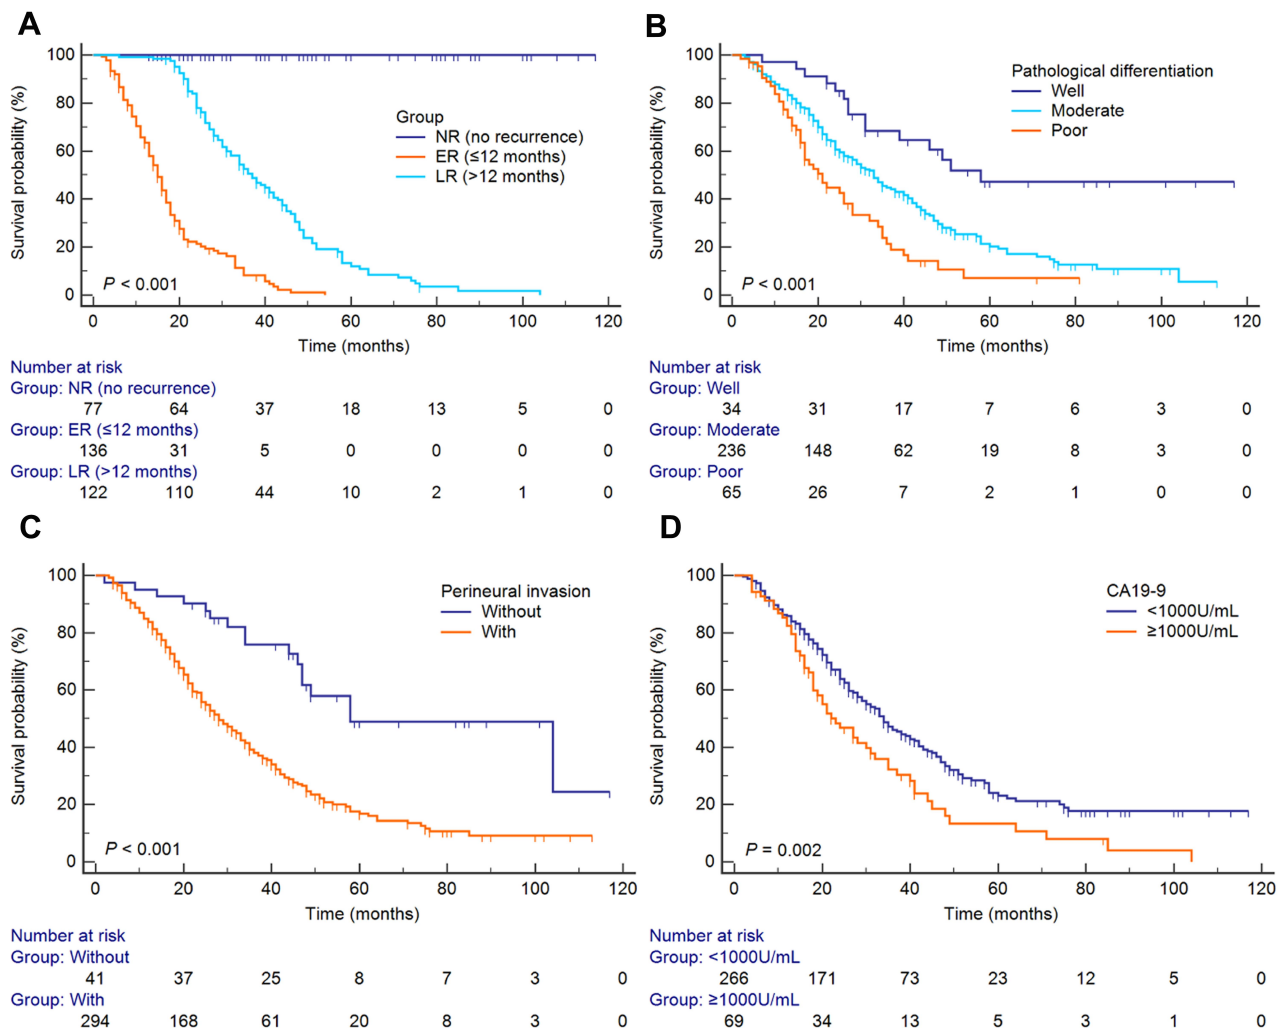 A
Survival probability (%)
100
80
60
40
20
0
Group
NR (no recurrence)
ER (≤12 months)
LR (>12 months)
P < 0.001
0 20 40 60 80 100 120
Time (months)
Number at risk
Group: NR (no recurrence)
77 64 37 18 13 5 0
Group: ER (≤12 months)
136 31 5 0 0 0 0
Group: LR (>12 months)
122 110 44 10 2 1 0
B
Survival probability (%)
100
80
60
40
20
0
Pathological differentiation
Well
Moderate
Poor
P < 0.001
0 20 40 60 80 100 120
Time (months)
Number at risk
Group: Well
34 31 17 7 6 3 0
Group: Moderate
236 148 62 19 8 3 0
Group: Poor
65 26 7 2 1 0 0
C
Survival probability (%)
100
80
60
40
20
0
Perineural invasion
Without
With
P < 0.001
0 20 40 60 80 100 120
Time (months)
Number at risk
Group: Without
41 37 25 8 7 3 0
Group: With
294 168 61 20 8 3 0
D
Survival probability (%)
100
80
60
40
20
0
CA19-9
<1000U/mL
≥1000U/mL
P = 0.002
0 20 40 60 80 100 120
Time (months)
Number at risk
Group: <1000U/mL
266 171 73 23 12 5 0
Group: ≥1000U/mL
69 34 13 5 3 1 0